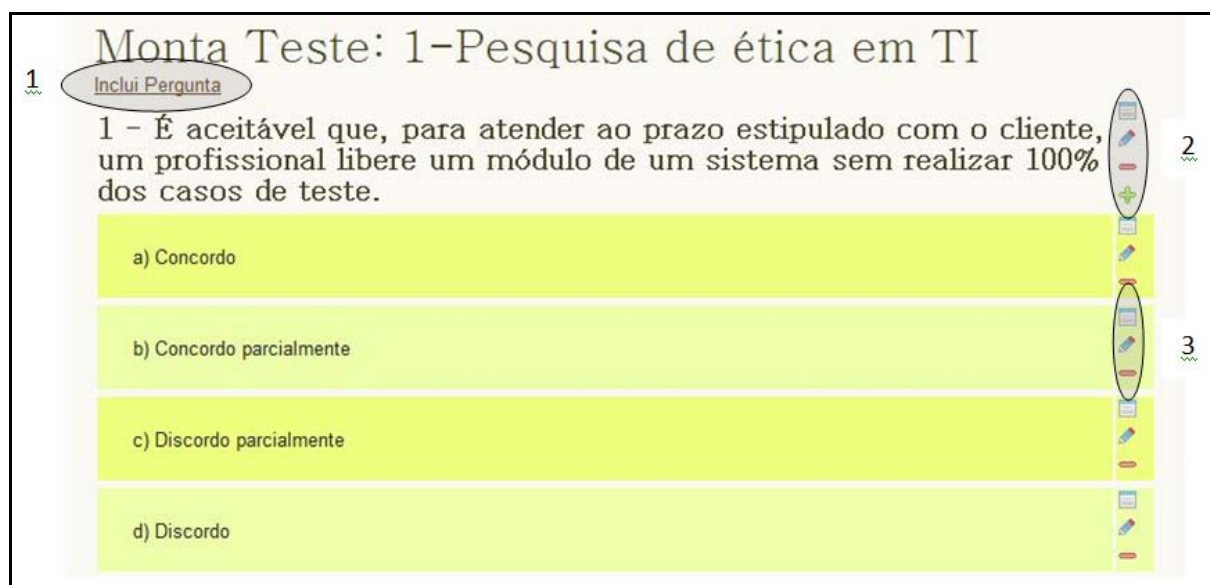 Monta Teste: 1-Pesquisa de ética em TI
1
Inclui Pergunta
1 - É aceitável que, para atender ao prazo estipulado com o cliente,
um profissional libere um módulo de um sistema sem realizar 100%
dos casos de teste.
2
a) Concordo
b) Concordo parcialmente
3
c) Discordo parcialmente
d) Discordo